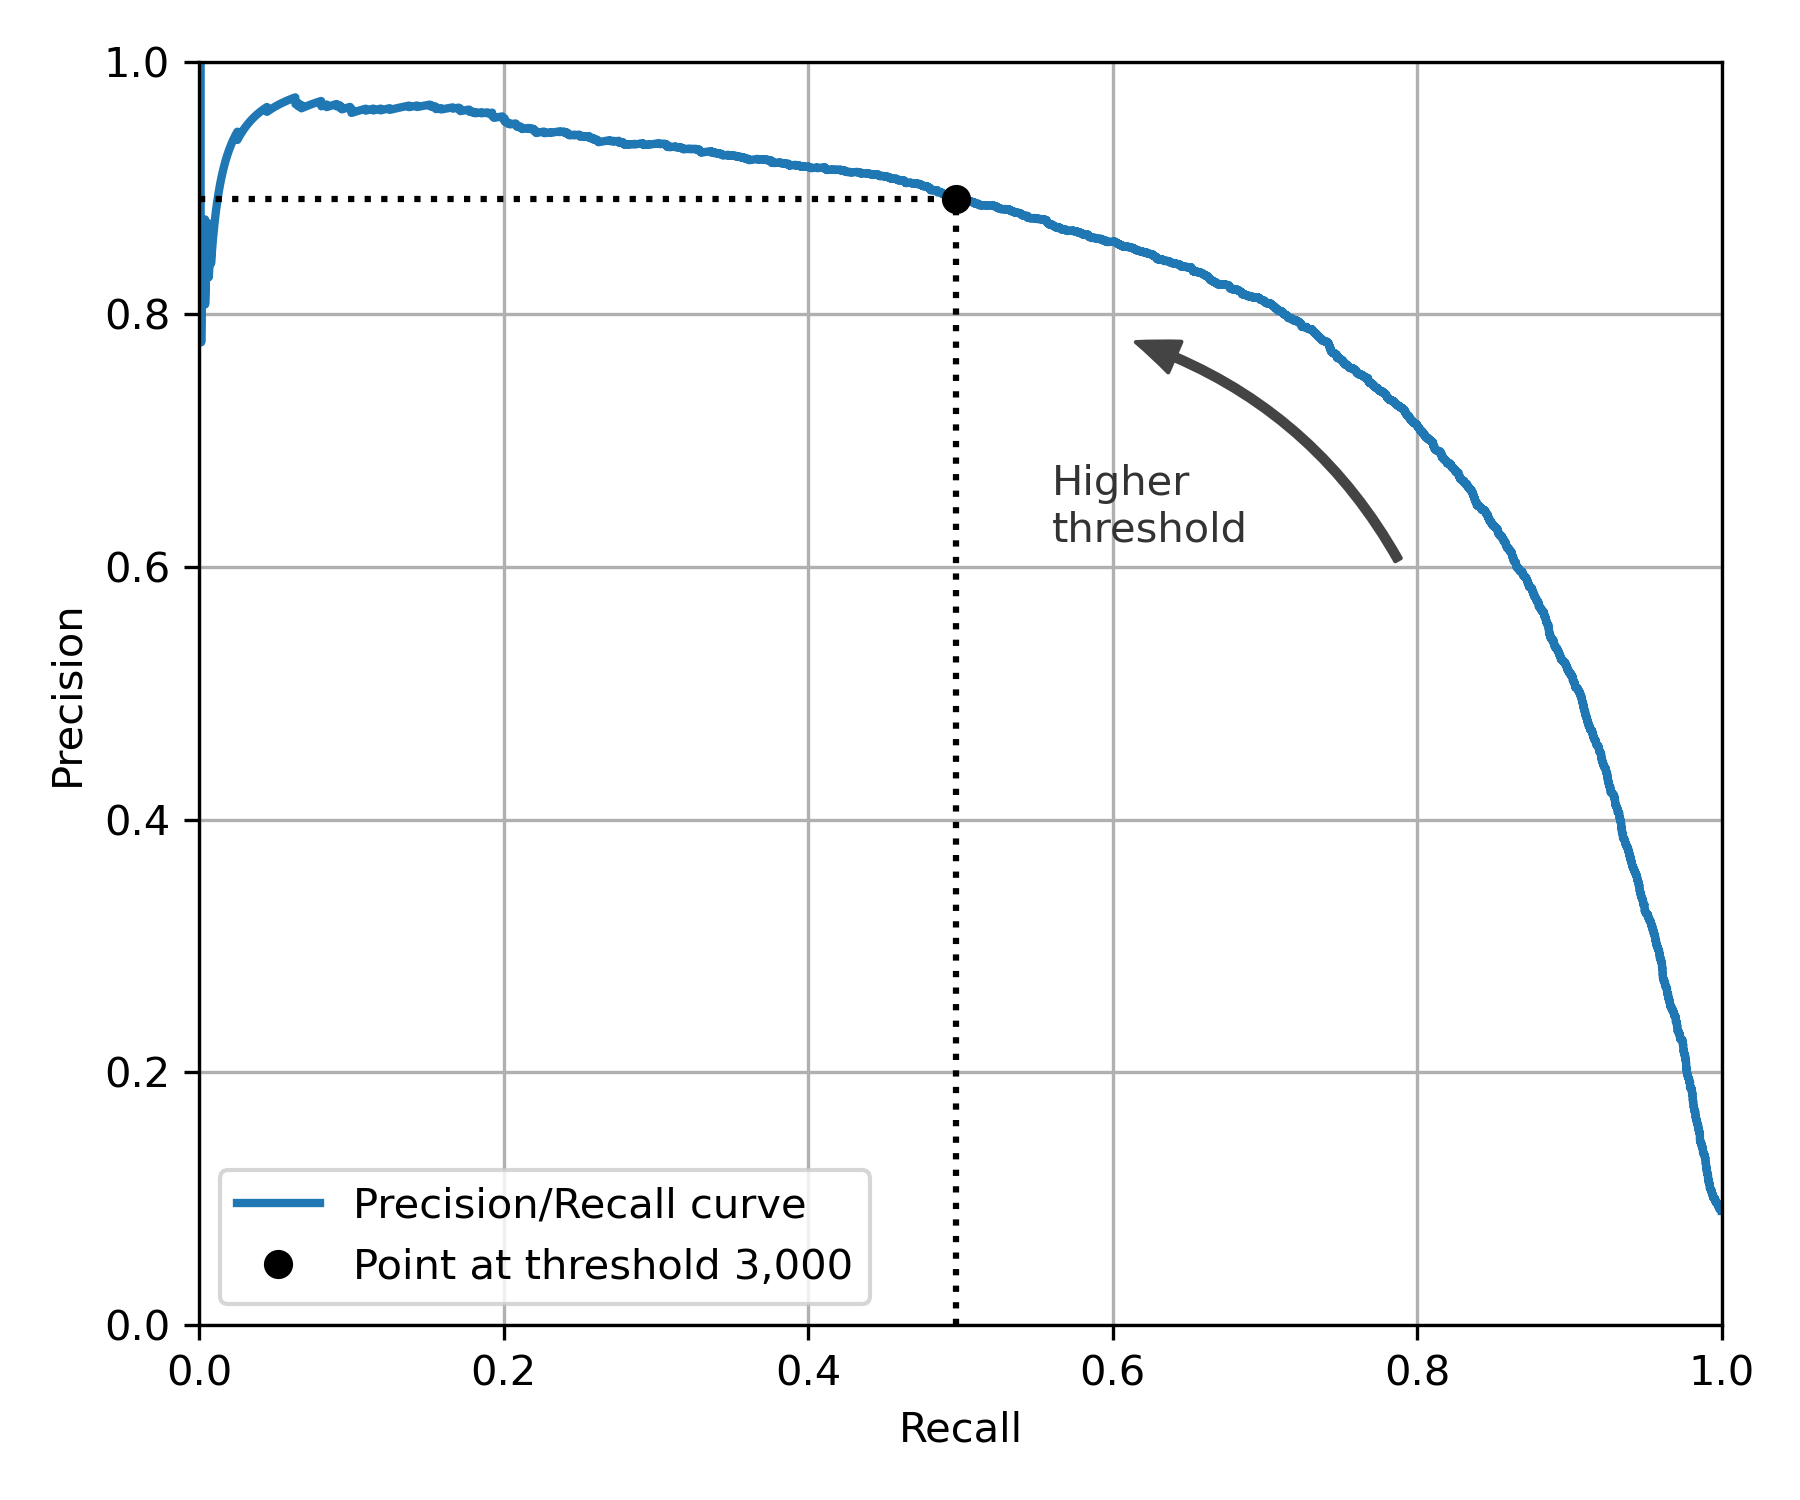 1.0
0.8
0.6
0.4
0.2
0.0
Precision
Higher
threshold
Precision/Recall curve
Point at threshold 3,000
0.0 0.2 0.4 0.6 0.8 1.0
Recall